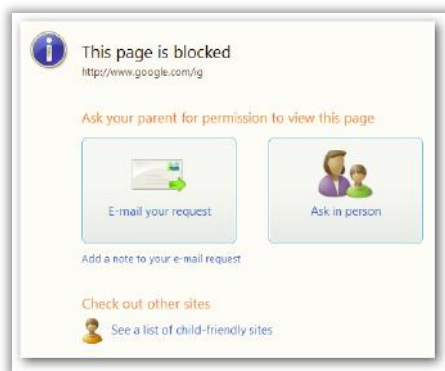 This page is blocked
http://www.google.com/ig
Ask your parent for permission to view this page
E-mail your request
Ask in person
Add a note to your e-mail request
Check out other sites
See a list of child-friendly sites